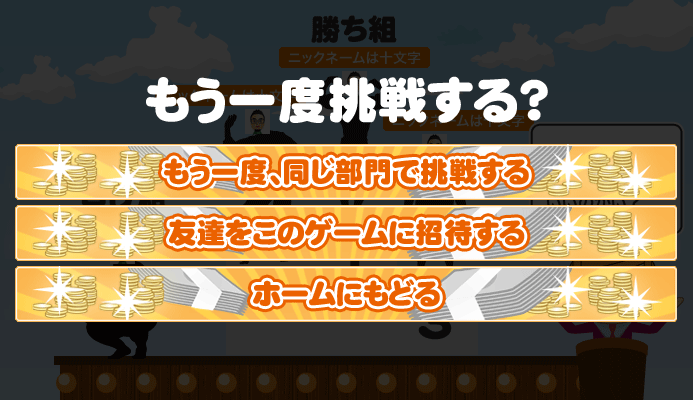 勝ち組
ニックネームは十文字
もう一度挑戦する?
もう一度、同じ部門で挑戦する
友達をこのゲームに招待する
ホームにもどる